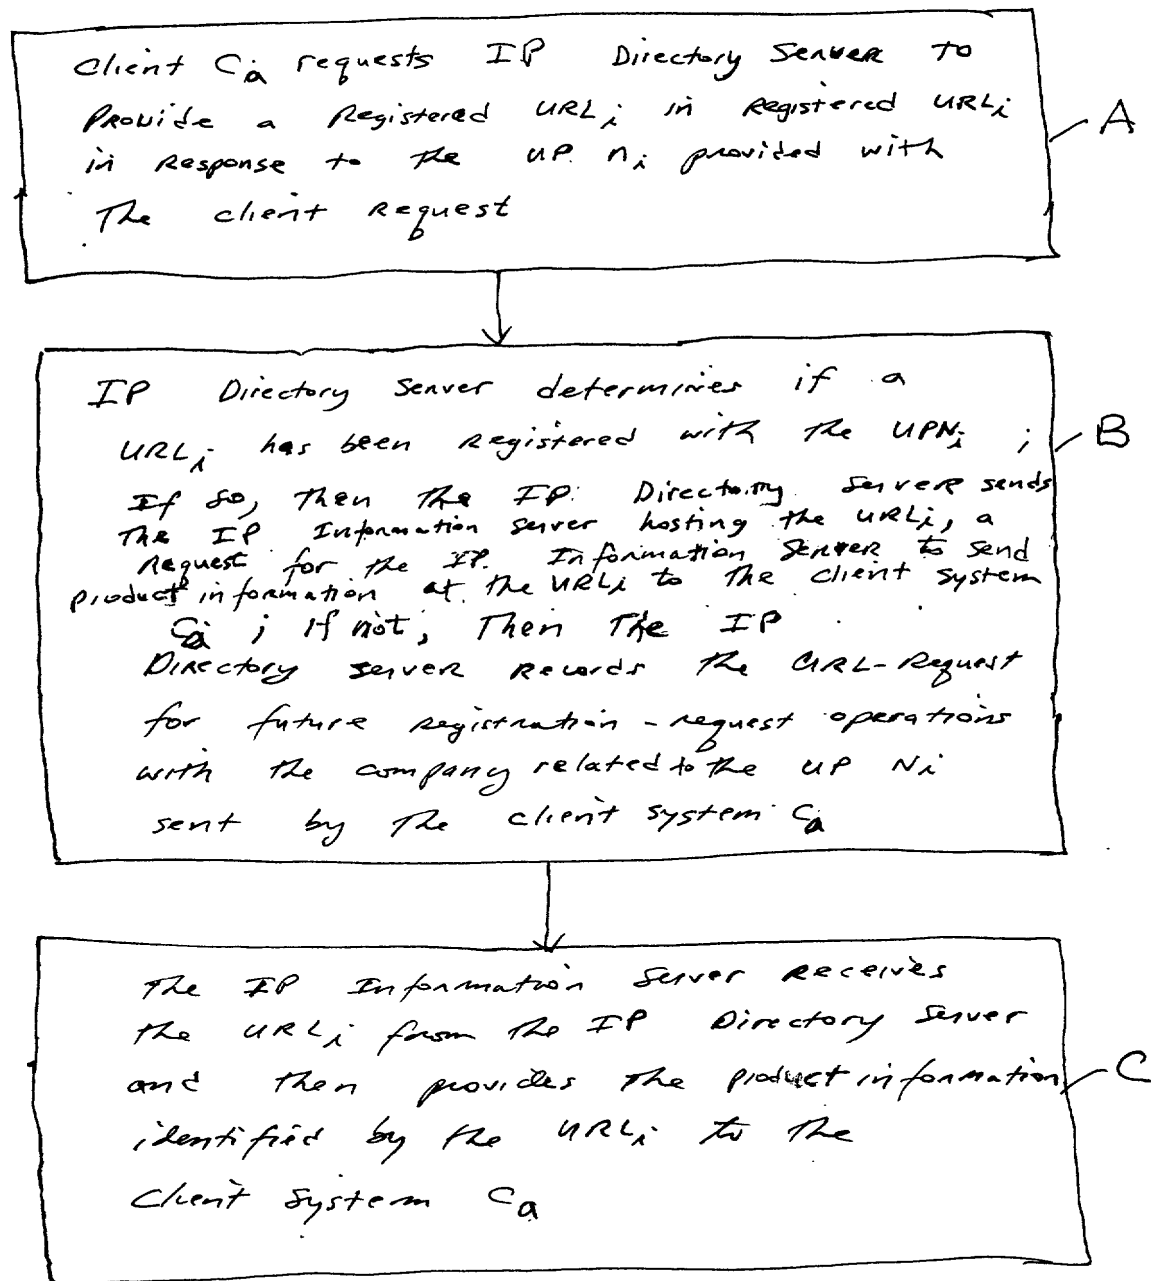 Client Ca requests IP Directory Server to
Provide a Registered URLi in Registered URLi
in Response to the UP ni provided with
The client Request
A
IP Directory Server determines if a
URLi has been Registered with the UPNi ;
If so, Then the IP Directory Server sends
The IP Information Server hosting the URLi, a
Request for the IP Information Server to send
product information at the URLi to the client system
Ca ; if not, Then The IP
Directory server Records the URL-Request
for future Registration-request operations
with the company related to the UP Ni
sent by The client system Ca
B
The IP Information Server Receives
the URLi from The IP Directory Server
and then provides The product information
identified by the URLi to the
Client System Ca
C